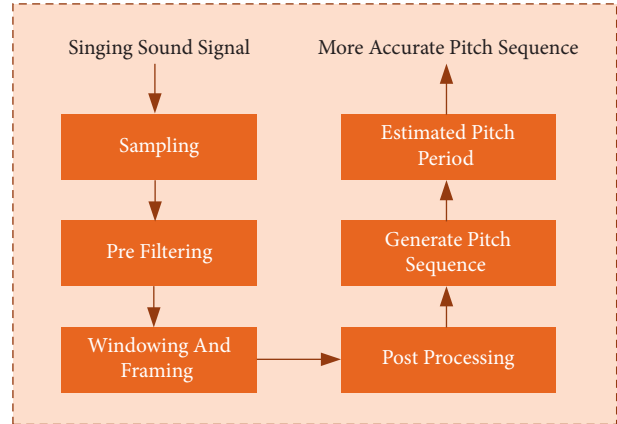 Singing Sound Signal
Sampling
Pre Filtering
Windowing And
Framing
More Accurate Pitch Sequence
Estimated Pitch
Period
Generate Pitch
Sequence
Post Processing